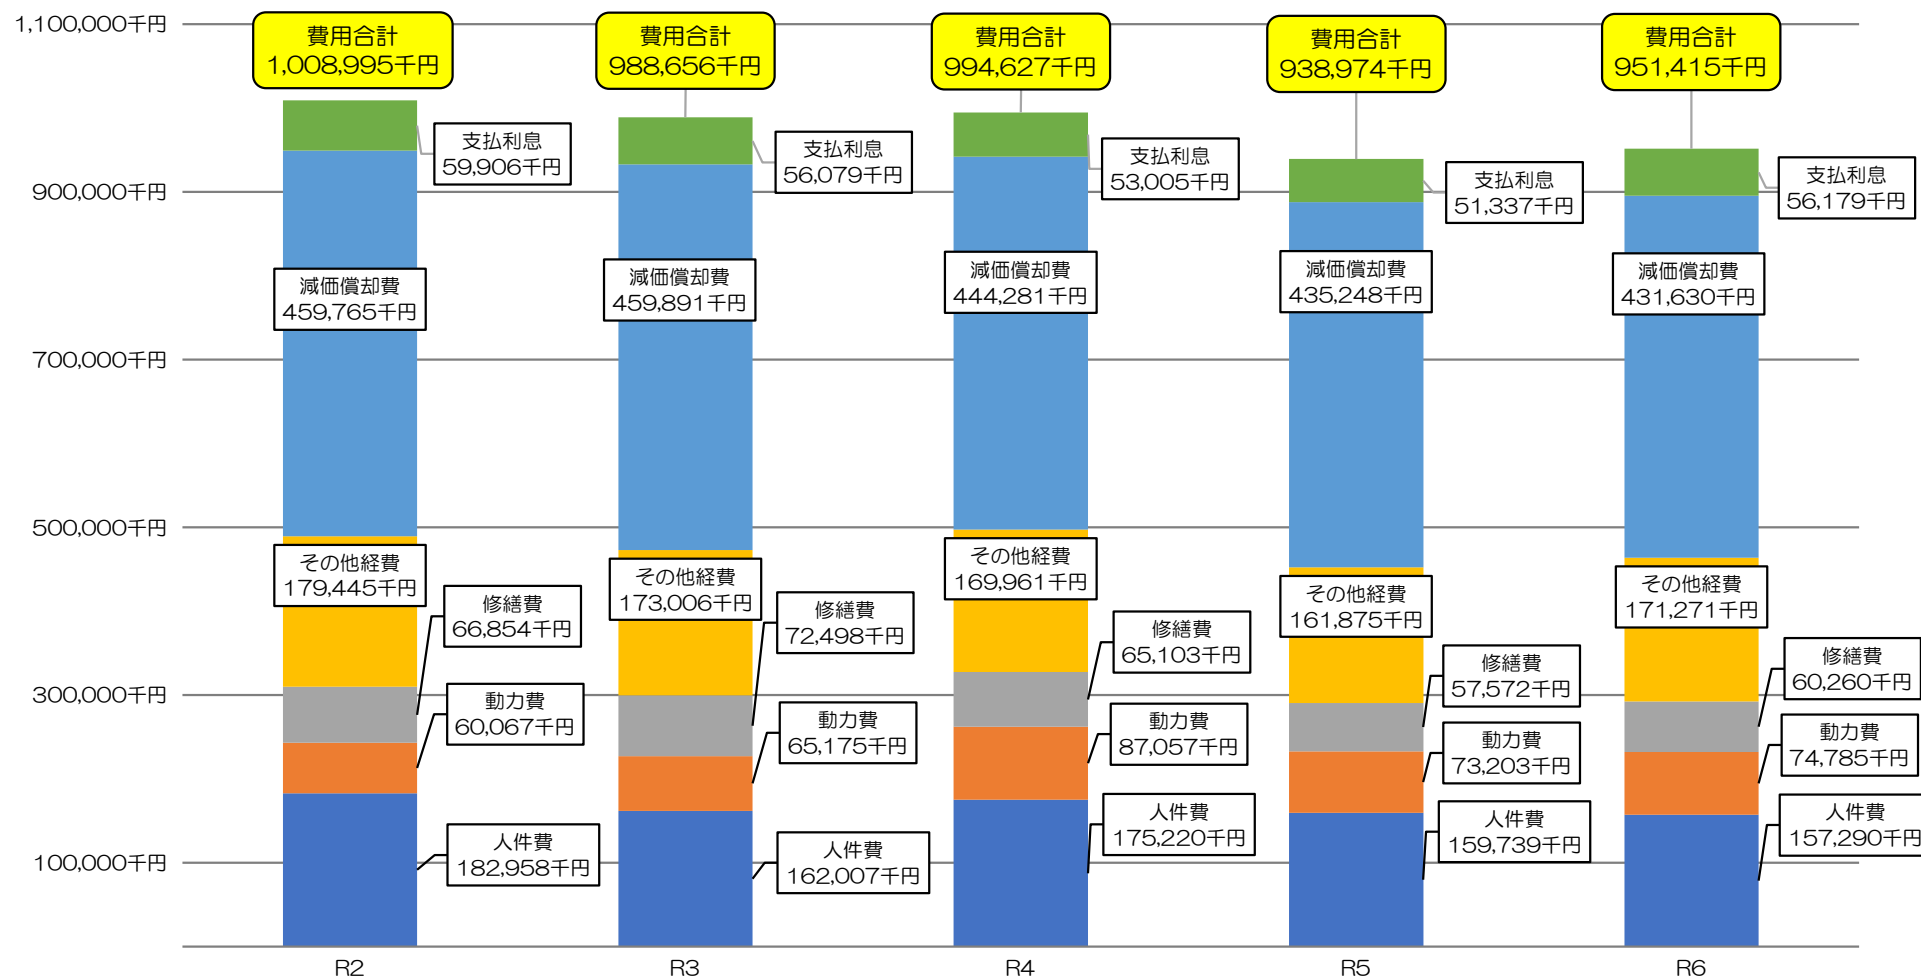 1,100,000千円
900,000千円
700,000千円
500,000千円
300,000千円
100,000千円
費用合計
1,008,995千円
支払利息
59,906千円
減価償却費
459,765千円
その他経費
179,445千円
修繕費
66,854千円
動力費
60,067千円
人件費
182,958千円
R2
費用合計
988,656千円
支払利息
56,079千円
減価償却費
459,891千円
その他経費
173,006千円
修繕費
72,498千円
動力費
65,175千円
人件費
162,007千円
R3
費用合計
994,627千円
支払利息
53,005千円
減価償却費
444,281千円
その他経費
169,961千円
修繕費
65,103千円
動力費
87,057千円
人件費
175,220千円
R4
費用合計
938,974千円
支払利息
51,337千円
減価償却費
435,248千円
その他経費
161,875千円
修繕費
57,572千円
動力費
73,203千円
人件費
159,739千円
R5
費用合計
951,415千円
支払利息
56,179千円
減価償却費
431,630千円
その他経費
171,271千円
修繕費
60,260千円
動力費
74,785千円
人件費
157,290千円
R6